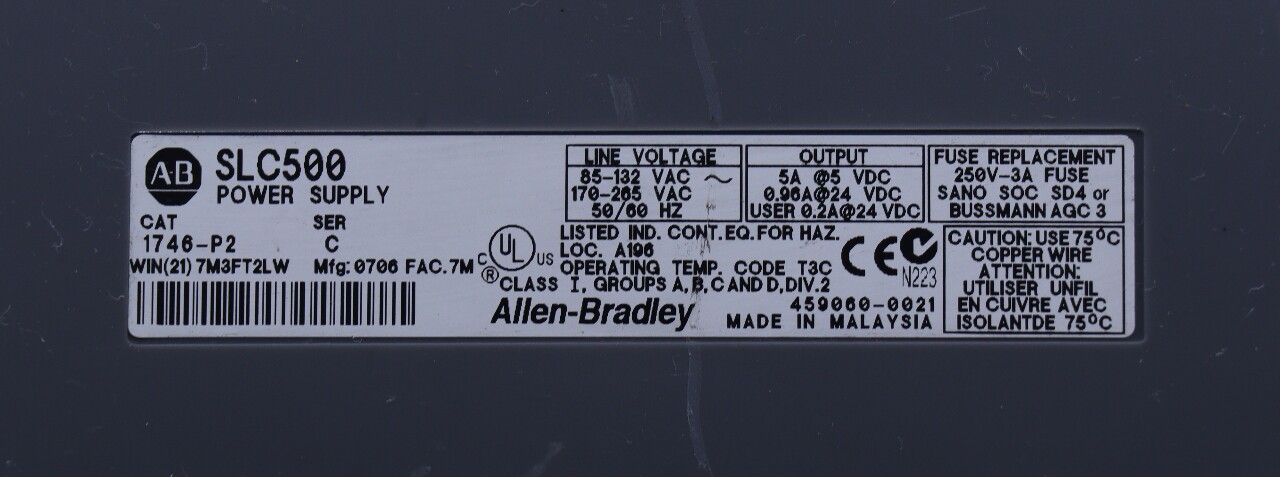 AB
SLC500
POWER SUPPLY
CAT SER
1746-P2 C
WIN(21) 7M3FT2LW Mfg: 0706 FAC. 7M
LINE VOLTAGE
85-132 VAC ~
170-265 VAC
50/60 HZ
OUTPUT
5A @5 VDC
0.96A@24 VDC
USER 0.2A@24 VDC
FUSE REPLACEMENT
250V-3A FUSE
SANO SOC SD4 or
BUSSMANN AGC 3
C UL US
®
LISTED IND. CONT. EQ. FOR HAZ.
LOC. A196
OPERATING TEMP. CODE T3C
CLASS I, GROUPS A, B, C AND D, DIV.2
CE
N223
Allen-Bradley
459060-0021
MADE IN MALAYSIA
CAUTION: USE 75°C
COPPER WIRE
ATTENTION:
UTILISER UNFIL
EN CUIVRE AVEC
ISOLANTDE 75°C